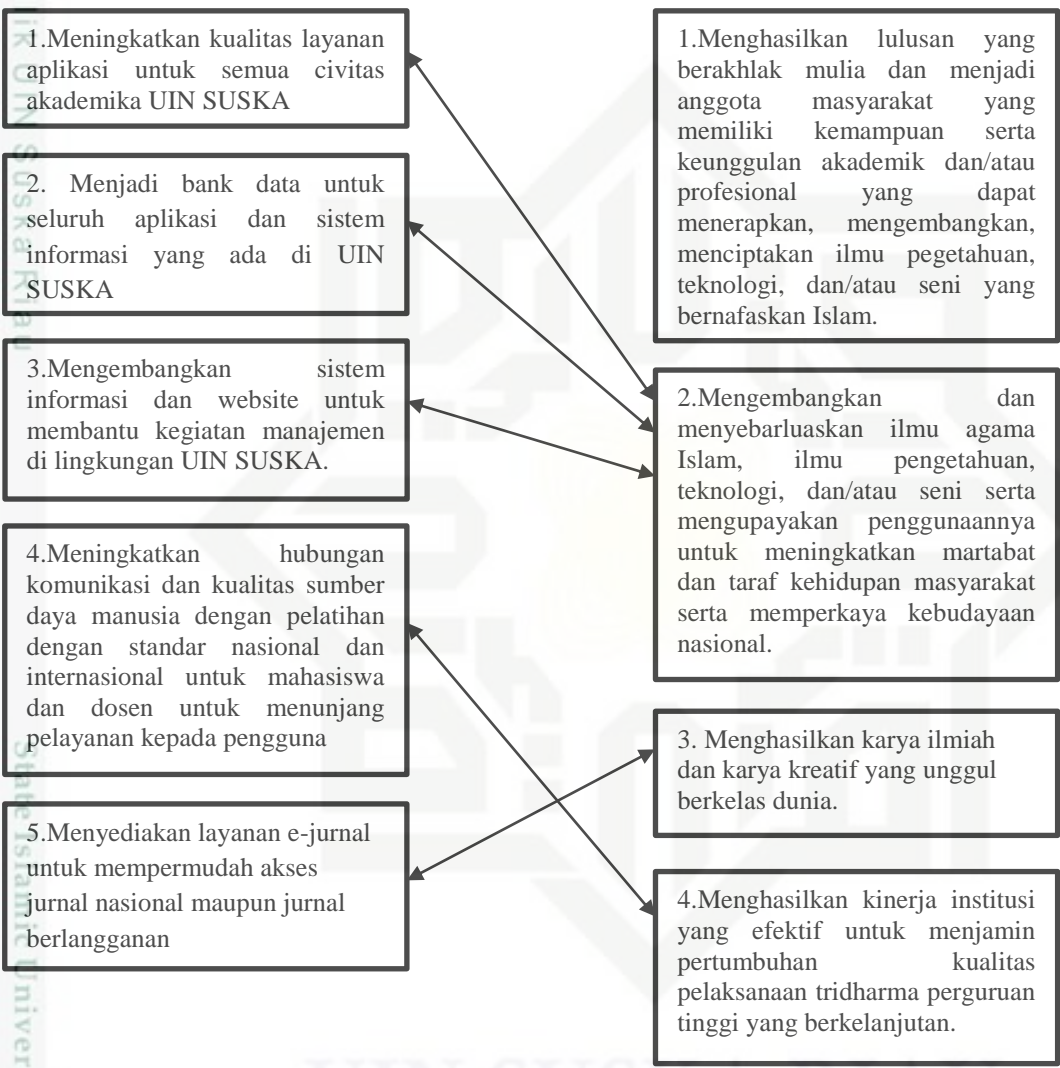 1.Meningkatkan kualitas layanan
aplikasi untuk semua civitas
akademika UIN SUSKA
2. Menjadi bank data untuk
seluruh aplikasi dan sistem
informasi yang ada di UIN
SUSKA
3.Mengembangkan sistem
informasi dan website untuk
membantu kegiatan manajemen
di lingkungan UIN SUSKA.
4.Meningkatkan hubungan
komunikasi dan kualitas sumber
daya manusia dengan pelatihan
dengan standar nasional dan
internasional untuk mahasiswa
dan dosen untuk menunjang
pelayanan kepada pengguna
5.Menyediakan layanan e-jurnal
untuk mempermudah akses
jurnal nasional maupun jurnal
berlangganan
1.Menghasilkan lulusan yang
berakhlak mulia dan menjadi
anggota masyarakat yang
memiliki kemampuan serta
keunggulan akademik dan/atau
profesional yang dapat
menerapkan, mengembangkan,
menciptakan ilmu pegetahuan,
teknologi, dan/atau seni yang
bernafaskan Islam.
2.Mengembangkan dan
menyebarluaskan ilmu agama
Islam, ilmu pengetahuan,
teknologi, dan/atau seni serta
mengupayakan penggunaannya
untuk meningkatkan martabat
dan taraf kehidupan masyarakat
serta memperkaya kebudayaan
nasional.
3. Menghasilkan karya ilmiah
dan karya kreatif yang unggul
berkelas dunia.
4.Menghasilkan kinerja institusi
yang efektif untuk menjamin
pertumbuhan kualitas
pelaksanaan tridharma perguruan
tinggi yang berkelanjutan.
UIN Suska Riau
State Islamic